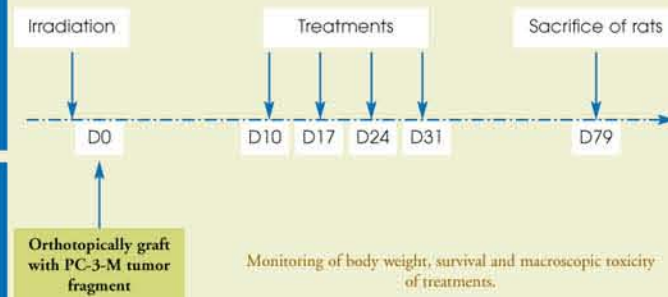 Irradiation
Treatments
Sacrifice of rats
D0
D10
D17
D24
D31
D79
Orthotopically graft
with PC-3-M tumor
fragment
Monitoring of body weight, survival and macroscopic toxicity
of treatments.